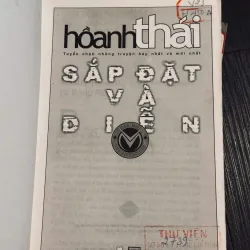 hồanhthái
Tuyển chọn những truyện hay nhất và mới nhất
SẮP ĐẶT
VÀ
DIỄN
THƯ VIỆN